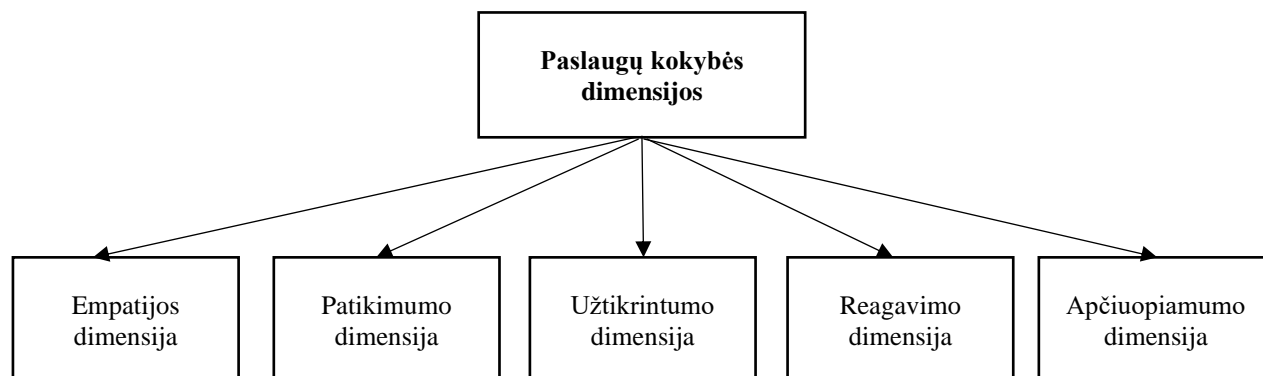 Paslaugų kokybės
dimensijos
Empatijos
dimensija
Patikimumo
dimensija
Užtikrintumo
dimensija
Reagavimo
dimensija
Apčiuopiamumo
dimensija